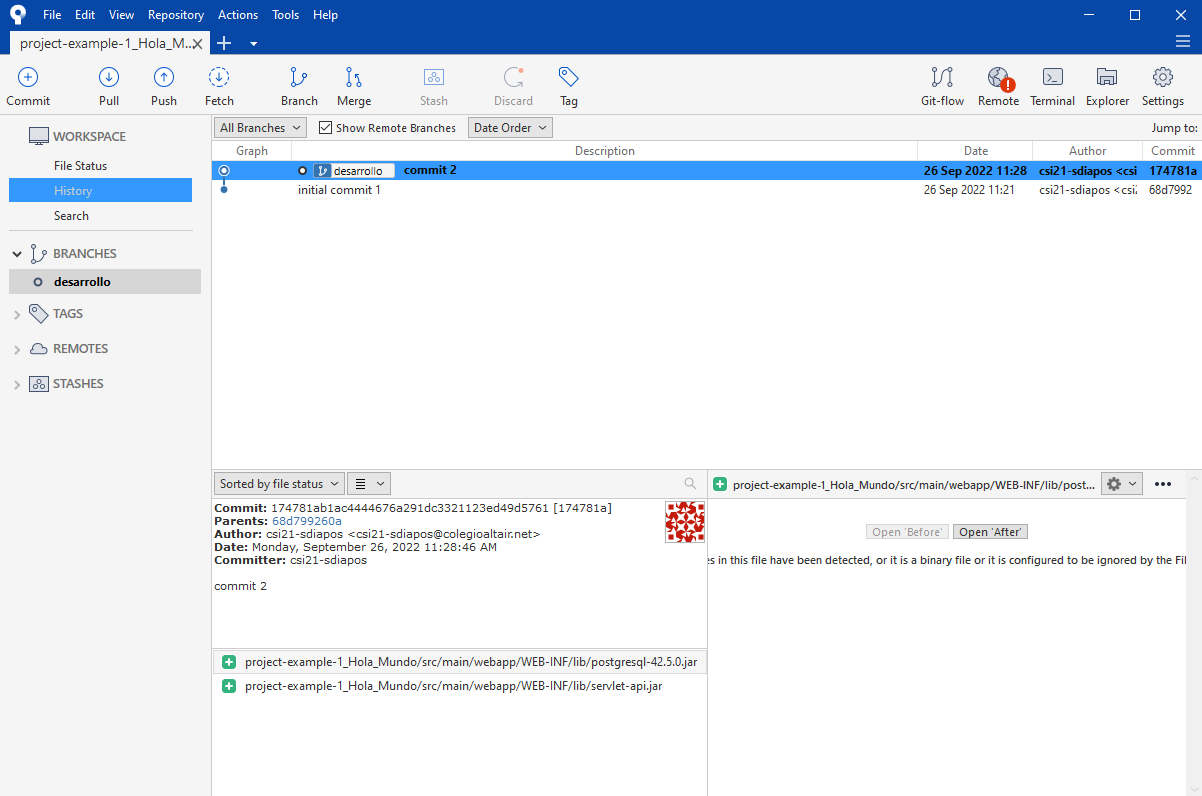 File Edit View Repository Actions Tools Help
project-example-1_Hola_M..
Commit Pull Push Fetch Branch Merge Stash Discard Tag Git-flow Remote Terminal Explorer Settings
WORKSPACE
File Status
History
Search
BRANCHES
desarrollo
TAGS
REMOTES
STASHES
All Branches Show Remote Branches Date Order Jump to:
Graph Description Date Author Commit
desarrollo commit 2 26 Sep 2022 11:28 csi21-sdiapos <csi 174781a
initial commit 1 26 Sep 2022 11:21 csi21-sdiapos <csi2 68d7992
Sorted by file status
Commit: 174781ab1ac4444676a291dc3321123ed49d5761 [174781a]
Parents: 68d799260a
Author: csi21-sdiapos <csi21-sdiapos@colegioaltair.net>
Date: Monday, September 26, 2022 11:28:46 AM
Committer: csi21-sdiapos
commit 2
project-example-1_Hola_Mundo/src/main/webapp/WEB-INF/lib/postgresql-42.5.0.jar
project-example-1_Hola_Mundo/src/main/webapp/WEB-INF/lib/servlet-api.jar
project-example-1_Hola_Mundo/src/main/webapp/WEB-INF/lib/post...
Open 'Before' Open 'After'
es in this file have been detected, or it is a binary file or it is configured to be ignored by the Fil